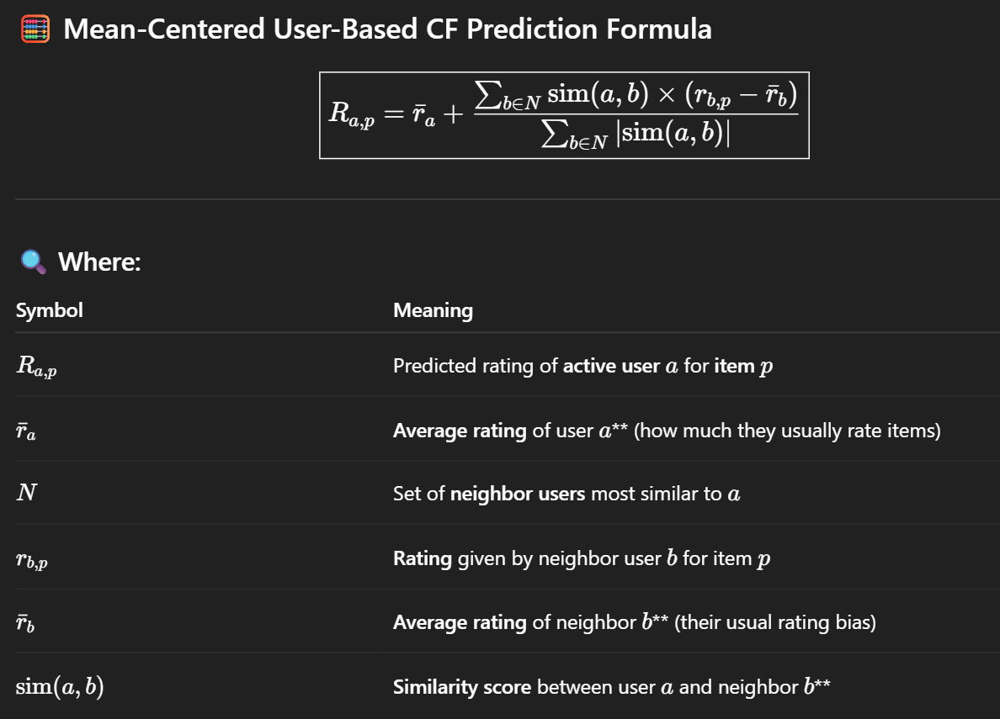 🧮 Mean-Centered User-Based CF Prediction Formula
R_{a,p} = \bar{r}_a + \frac{\sum_{b \in N} \text{sim}(a, b) \times (r_{b,p} - \bar{r}_b)}{\sum_{b \in N} |\text{sim}(a, b)|}
🔍 Where:
Symbol Meaning
R_{a,p} Predicted rating of active user a for item p
\bar{r}_a Average rating of user a** (how much they usually rate items)
N Set of neighbor users most similar to a
r_{b,p} Rating given by neighbor user b for item p
\bar{r}_b Average rating of neighbor b** (their usual rating bias)
sim(a, b) Similarity score between user a and neighbor b**